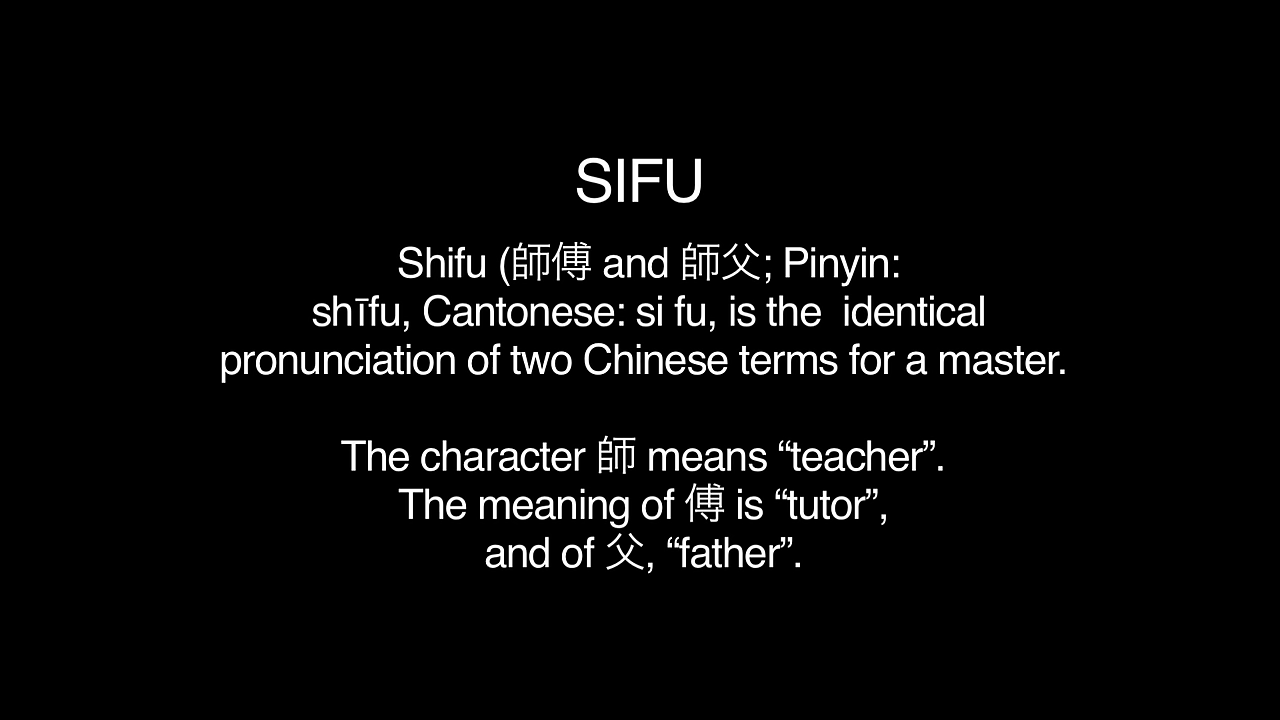 SIFU
Shifu (師傅 and 師父; Pinyin:
shīfu, Cantonese: si fu, is the  identical
pronunciation of two Chinese terms for a master.
The character 師 means “teacher”.
The meaning of 傅 is “tutor”,
and of 父, “father”.